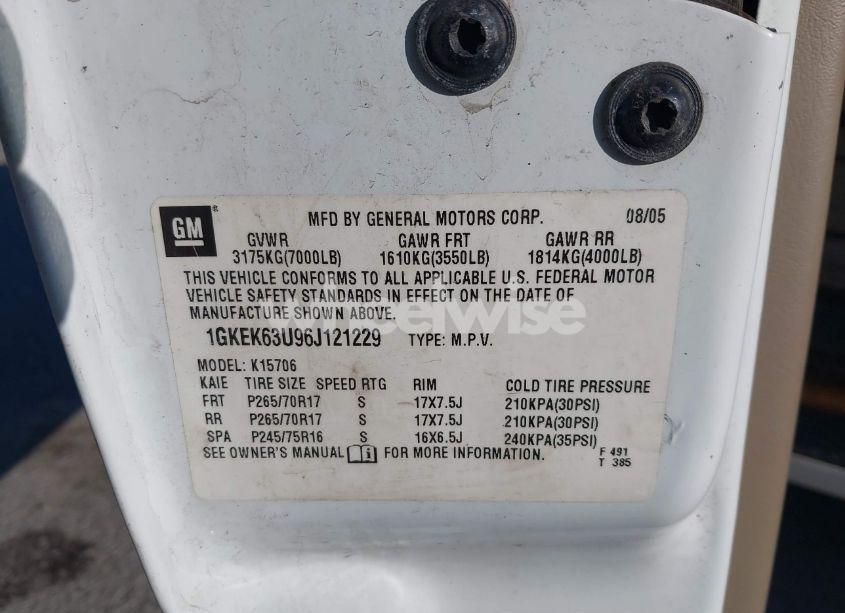 GM
MFD BY GENERAL MOTORS CORP. 08/05
GVWR GAWR FRT GAWR RR
3175KG(7000LB) 1610KG(3550LB) 1814KG(4000LB)
THIS VEHICLE CONFORMS TO ALL APPLICABLE U.S. FEDERAL MOTOR
VEHICLE SAFETY STANDARDS IN EFFECT ON THE DATE OF
MANUFACTURE SHOWN ABOVE.
1GKEK63U96J121229 TYPE: M.P.V.
MODEL: K15706
KAIE TIRE SIZE SPEED RTG RIM COLD TIRE PRESSURE
FRT P265/70R17 S 17X7.5J 210KPA(30PSI)
RR P265/70R17 S 17X7.5J 210KPA(30PSI)
SPA P245/75R16 S 16X6.5J 240KPA(35PSI)
SEE OWNER'S MANUAL i FOR MORE INFORMATION. F 491
T 385